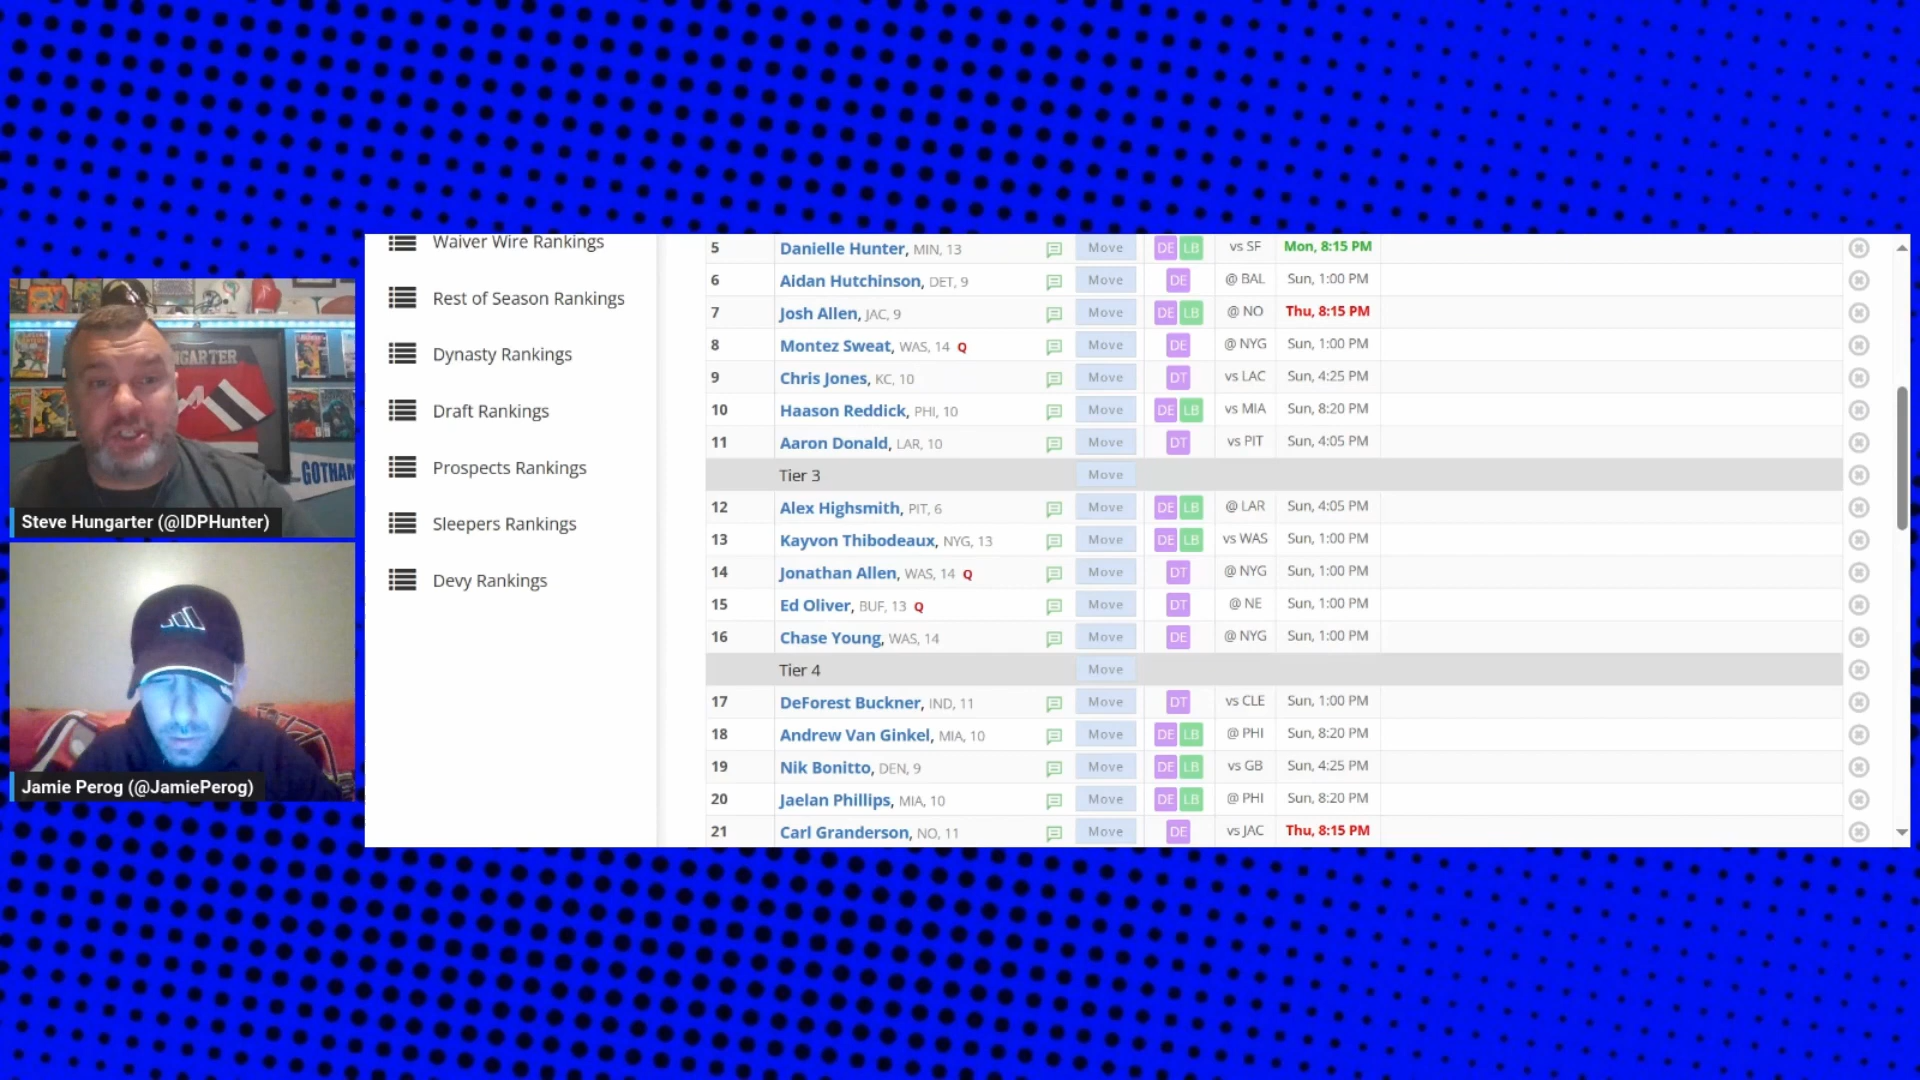 Waiver Wire Rankings
Rest of Season Rankings
Dynasty Rankings
Draft Rankings
Prospects Rankings
Sleepers Rankings
Devy Rankings
5 Danielle Hunter, MIN, 13 Move DE LB vs SF Mon, 8:15 PM
6 Aidan Hutchinson, DET, 9 Move DE @ BAL Sun, 1:00 PM
7 Josh Allen, JAC, 9 Move DE LB @ NO Thu, 8:15 PM
8 Montez Sweat, WAS, 14 Q Move DE @ NYG Sun, 1:00 PM
9 Chris Jones, KC, 10 Move DT vs LAC Sun, 4:25 PM
10 Haason Reddick, PHI, 10 Move DE LB vs MIA Sun, 8:20 PM
11 Aaron Donald, LAR, 10 Move DT vs PIT Sun, 4:05 PM
Tier 3 Move
12 Alex Highsmith, PIT, 6 Move DE LB @ LAR Sun, 4:05 PM
13 Kayvon Thibodeaux, NYG, 13 Move DE LB vs WAS Sun, 1:00 PM
14 Jonathan Allen, WAS, 14 Q Move DT @ NYG Sun, 1:00 PM
15 Ed Oliver, BUF, 13 Q Move DT @ NE Sun, 1:00 PM
16 Chase Young, WAS, 14 Move DE @ NYG Sun, 1:00 PM
Tier 4 Move
17 DeForest Buckner, IND, 11 Move DT vs CLE Sun, 1:00 PM
18 Andrew Van Ginkel, MIA, 10 Move DE LB @ PHI Sun, 8:20 PM
19 Nik Bonitto, DEN, 9 Move DE LB vs GB Sun, 4:25 PM
20 Jaelan Phillips, MIA, 10 Move DE LB @ PHI Sun, 8:20 PM
21 Carl Granderson, NO, 11 Move DE vs JAC Thu, 8:15 PM
NGARTER
GOTHAM
Steve Hungarter (@IDPHunter)
Jamie Perog (@JamiePerog)